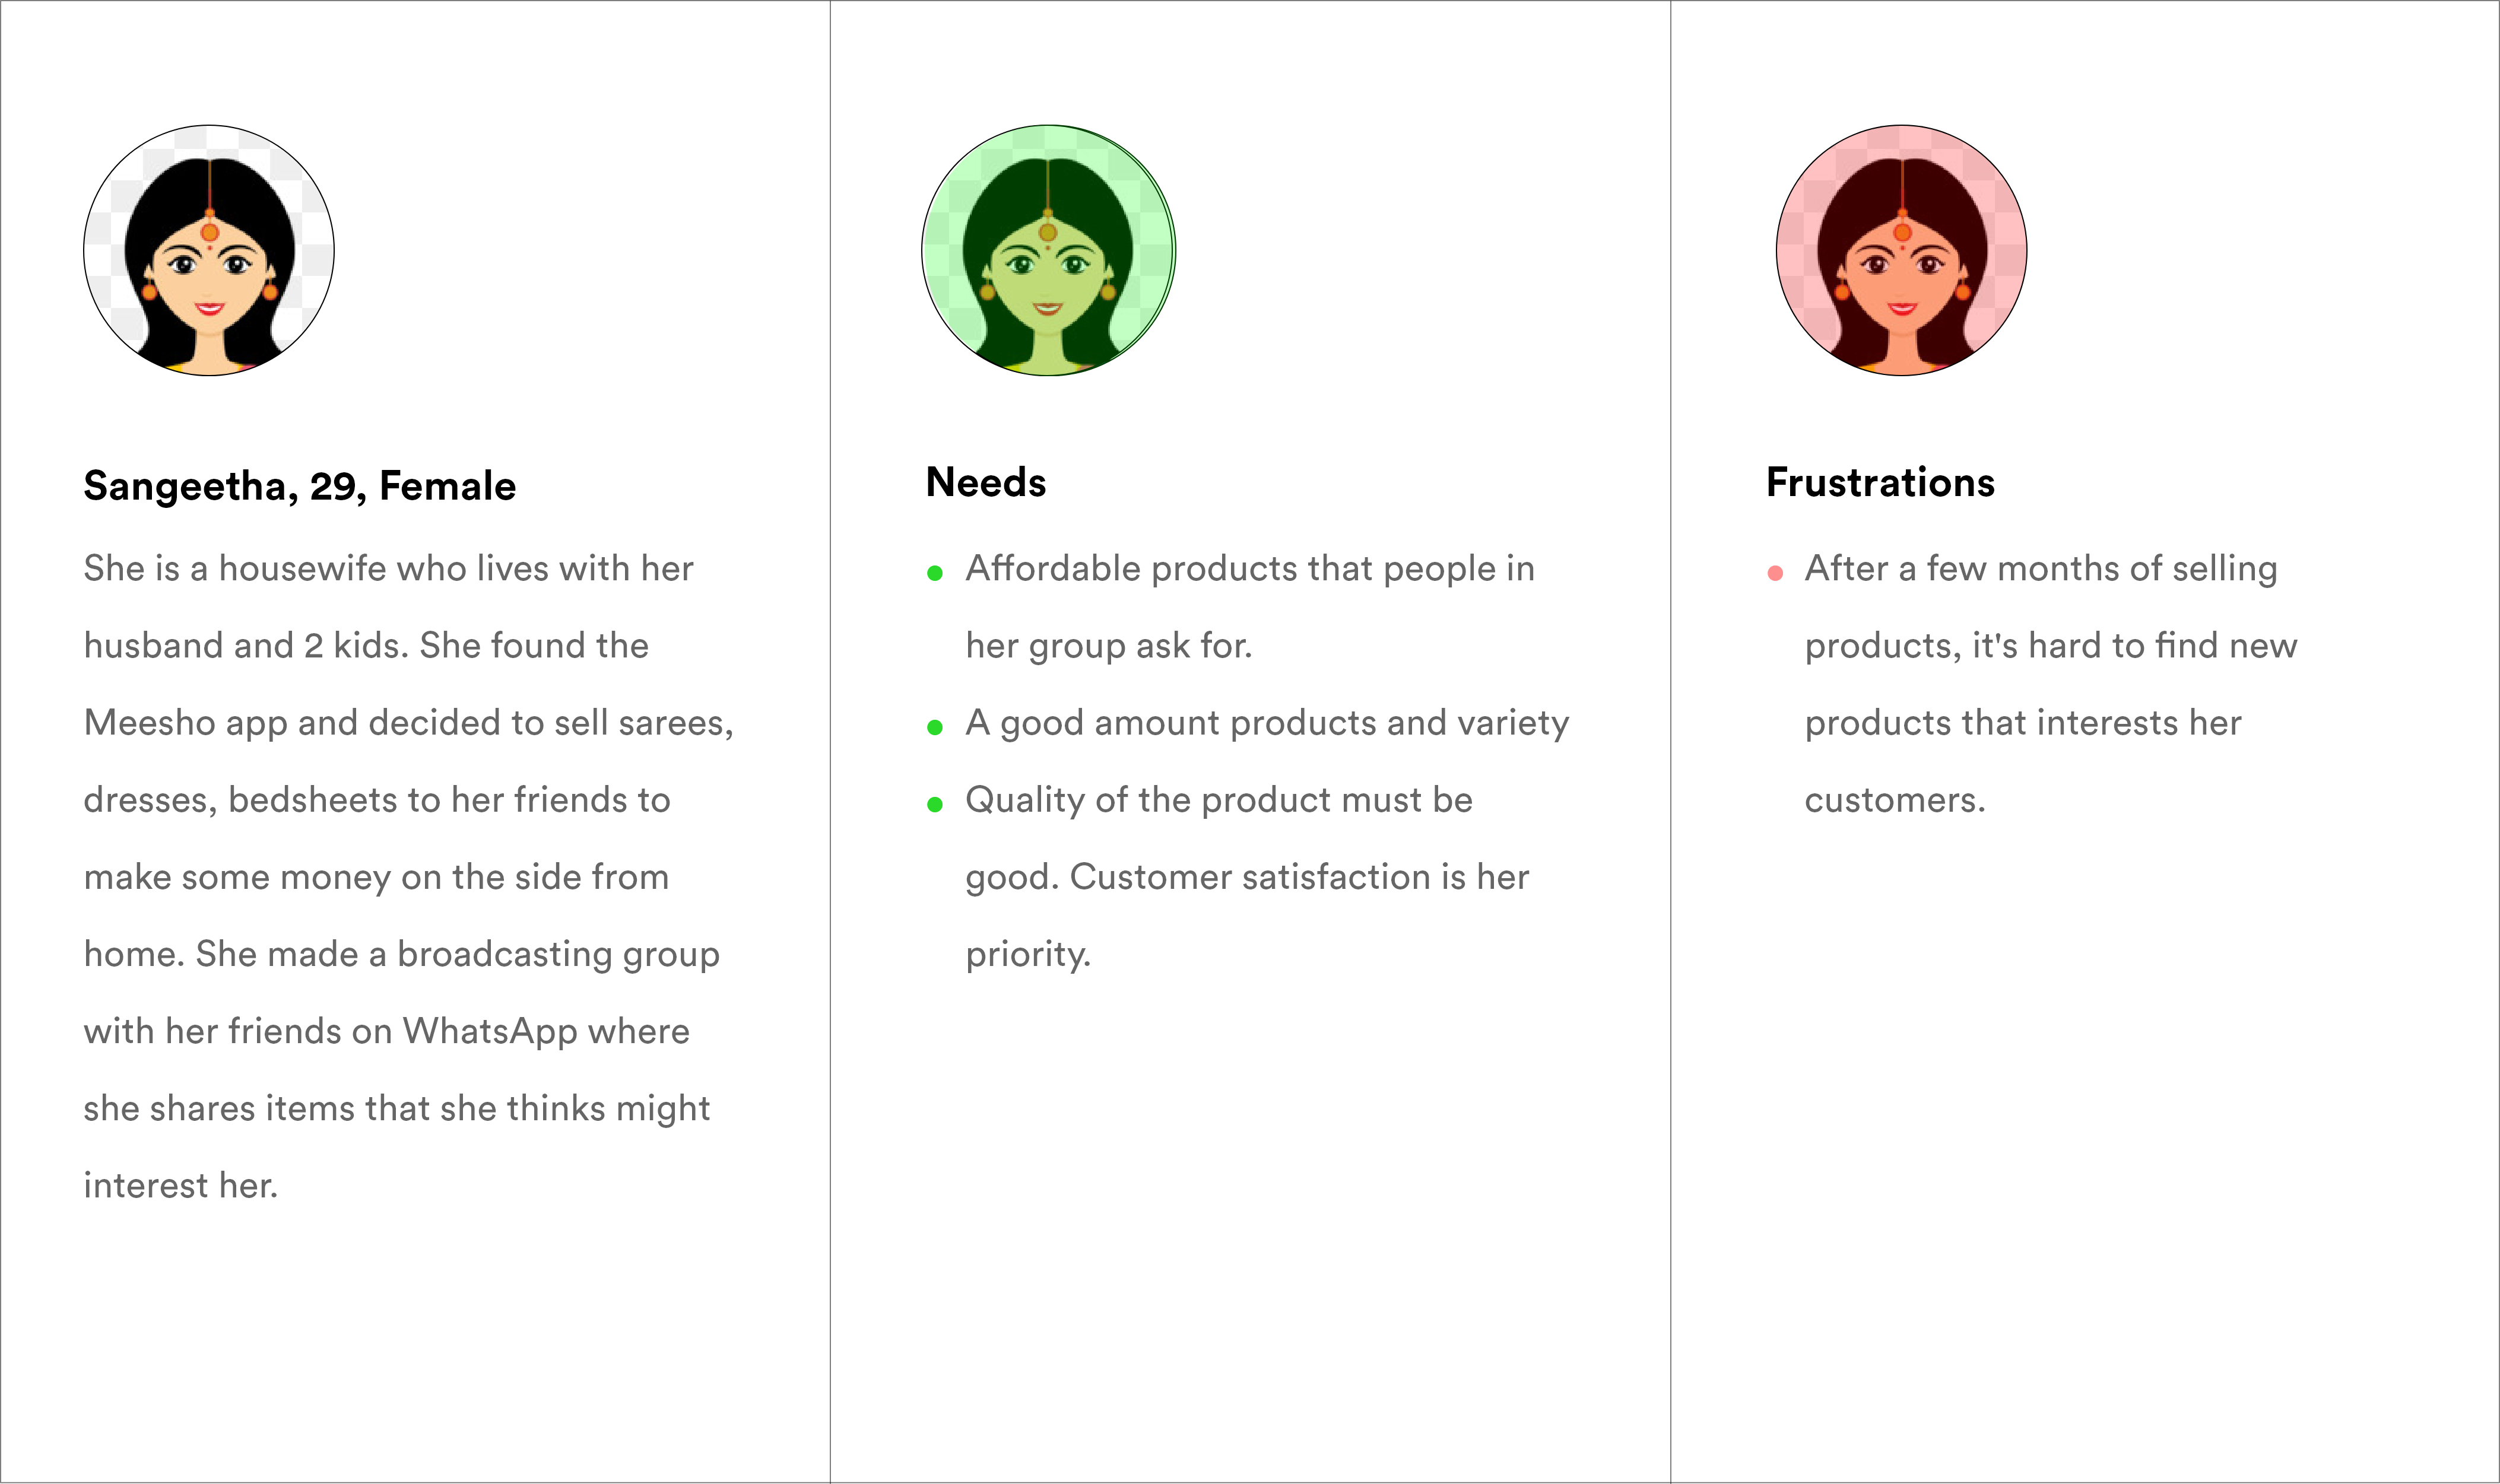 Sangeetha, 29, Female
She is a housewife who lives with her
husband and 2 kids. She found the
Meesho app and decided to sell sarees,
dresses, bedsheets to her friends to
make some money on the side from
home. She made a broadcasting group
with her friends on WhatsApp where
she shares items that she thinks might
interest her.
Needs
Affordable products that people in
her group ask for.
A good amount products and variety
Quality of the product must be
good. Customer satisfaction is her
priority.
Frustrations
After a few months of selling
products, it's hard to find new
products that interests her
customers.